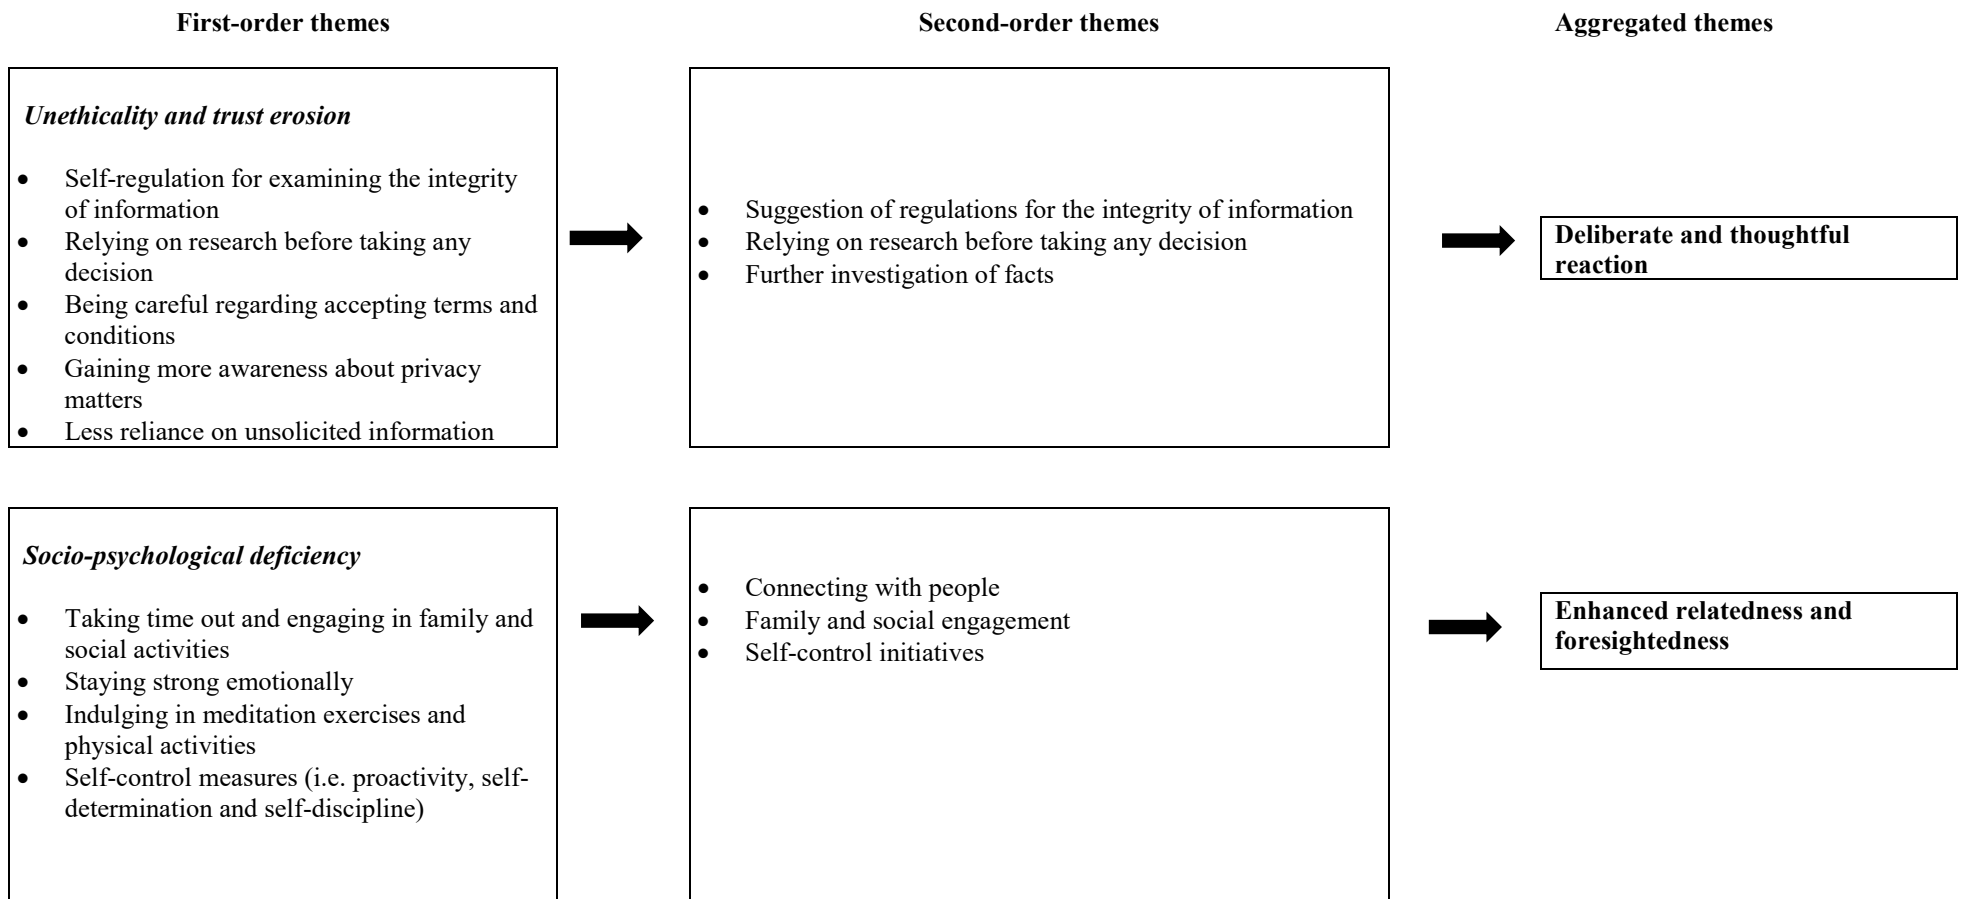 First-order themes
Second-order themes
Aggregated themes
Unethicality and trust erosion
• Self-regulation for examining the integrity
of information
• Relying on research before taking any
decision
• Being careful regarding accepting terms and
conditions
• Gaining more awareness about privacy
matters
• Less reliance on unsolicited information
• Suggestion of regulations for the integrity of information
• Relying on research before taking any decision
• Further investigation of facts
Deliberate and thoughtful
reaction
Socio-psychological deficiency
• Taking time out and engaging in family and
social activities
• Staying strong emotionally
• Indulging in meditation exercises and
physical activities
• Self-control measures (i.e. proactivity, self-
determination and self-discipline)
• Connecting with people
• Family and social engagement
• Self-control initiatives
Enhanced relatedness and
foresightedness